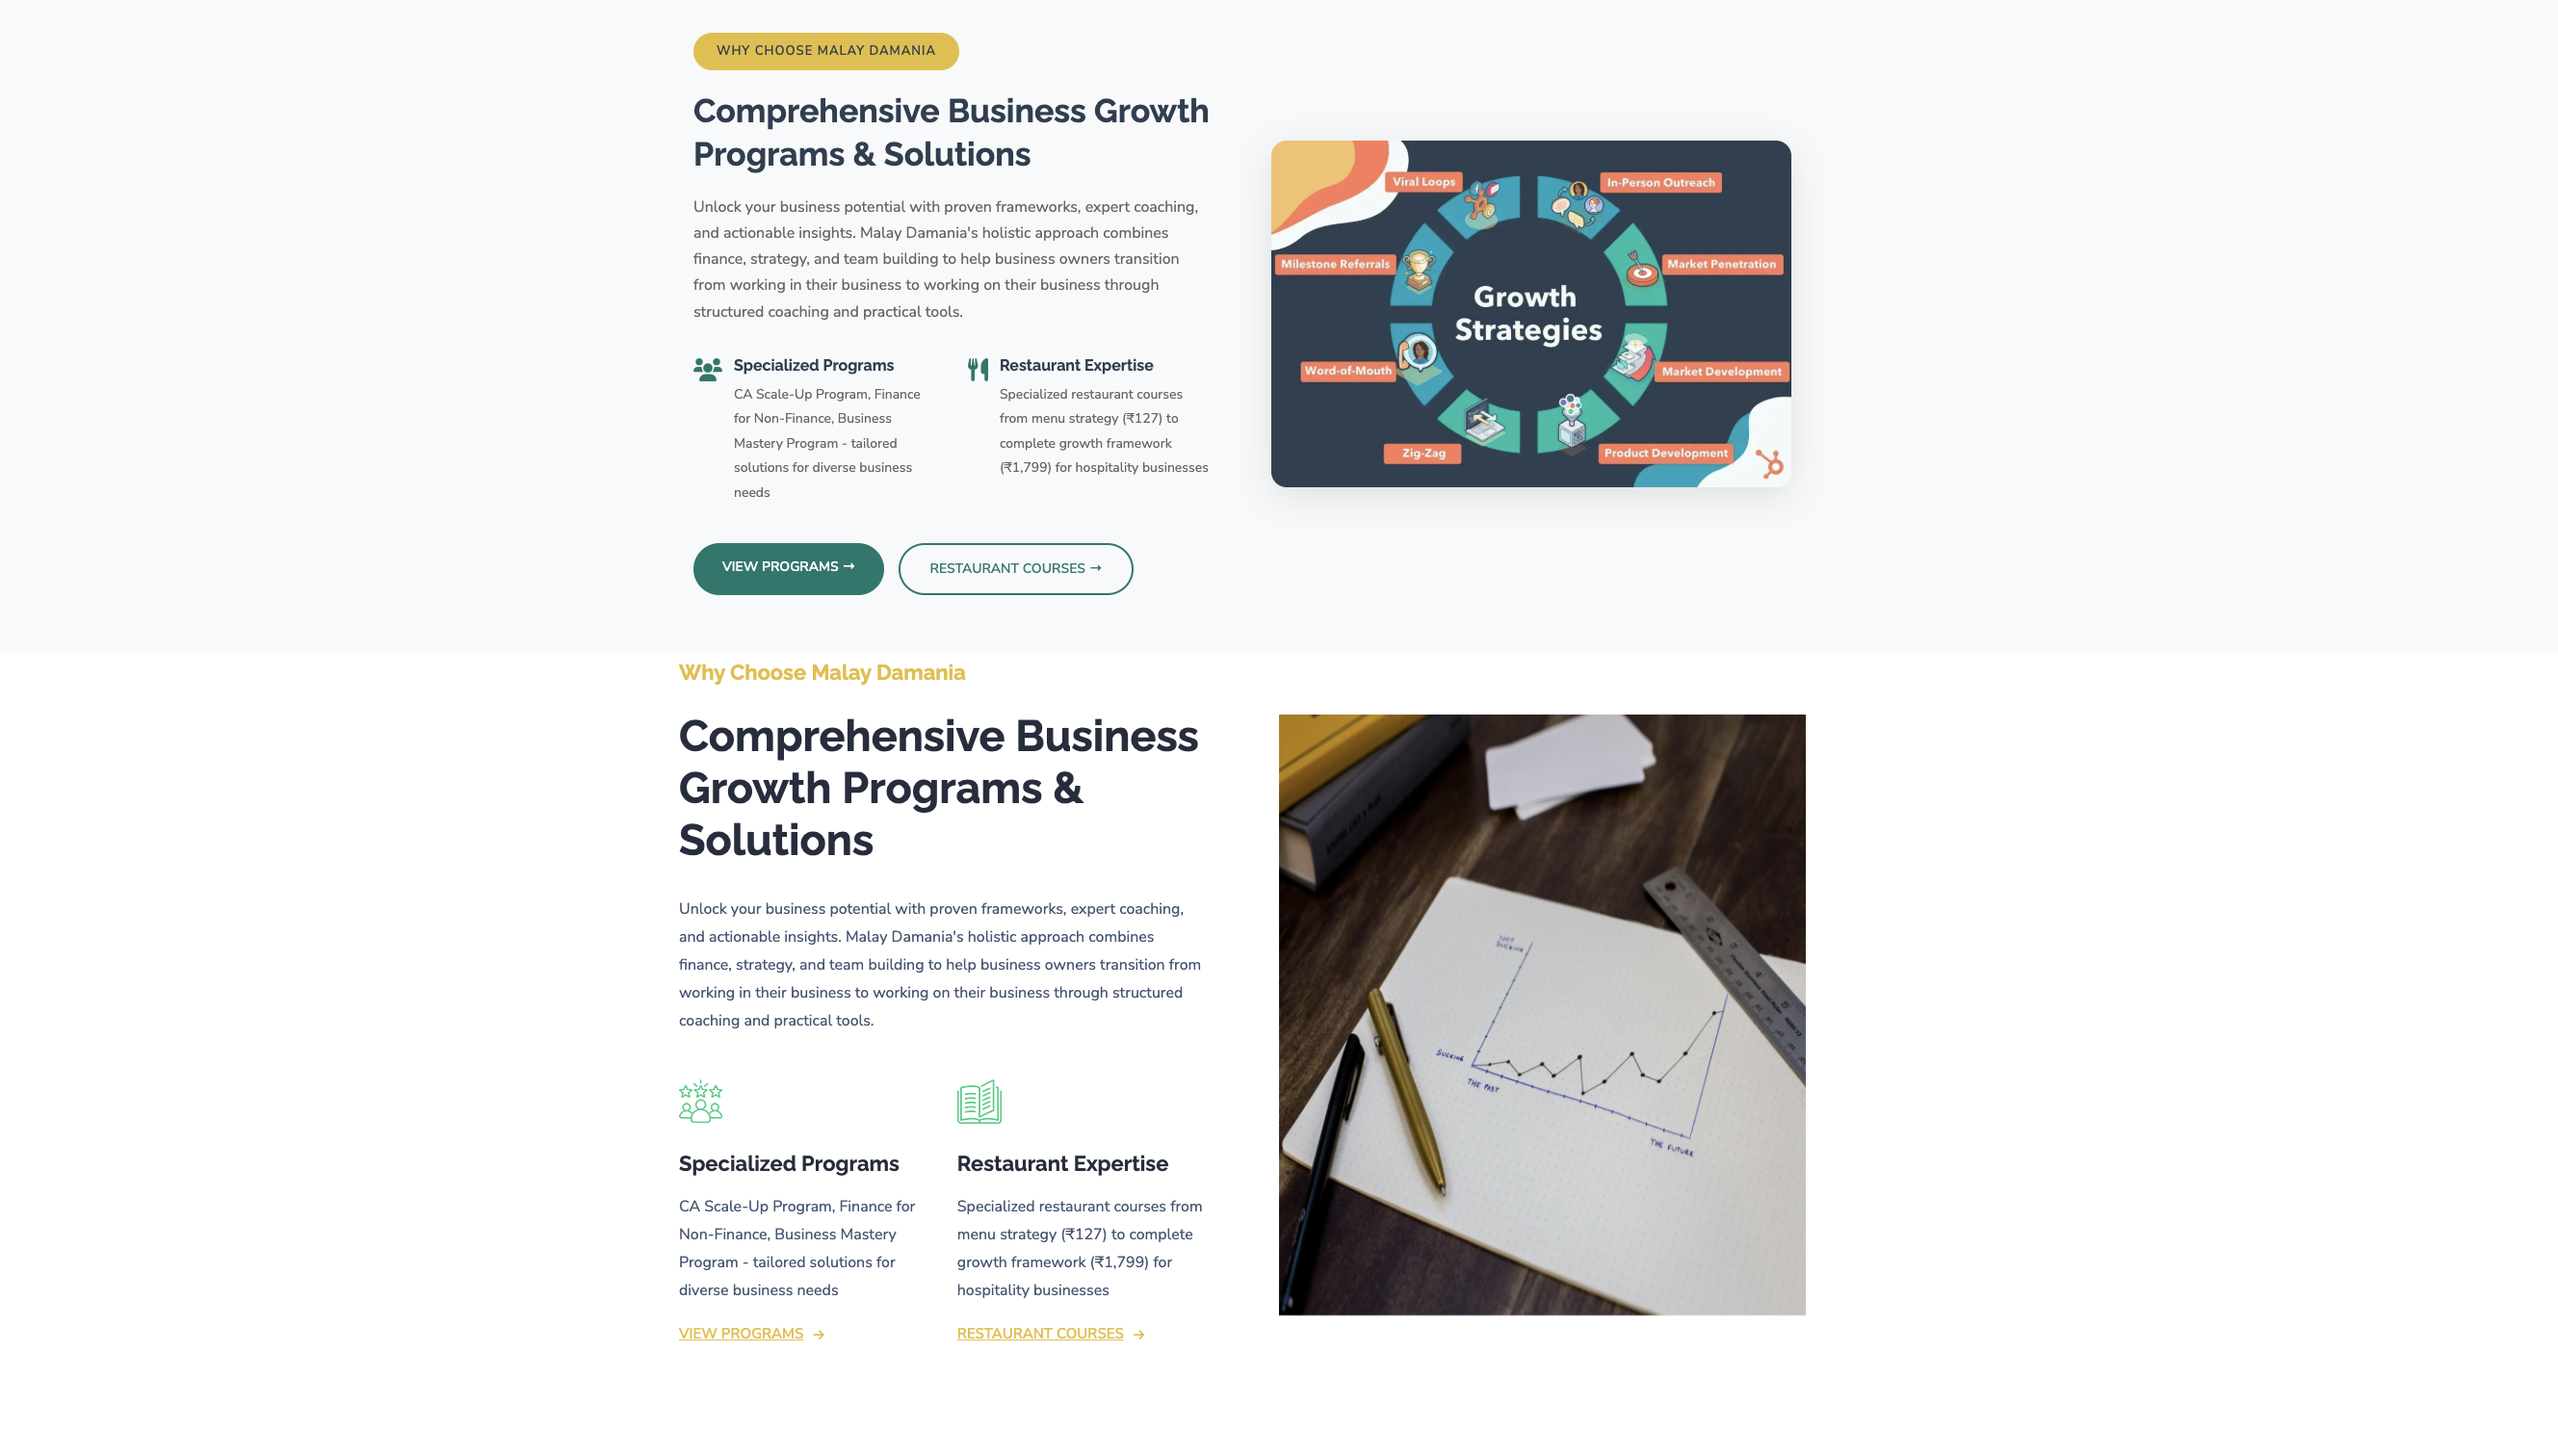 WHY CHOOSE MALAY DAMANIA
Comprehensive Business Growth
Programs & Solutions
Unlock your business potential with proven frameworks, expert coaching,
and actionable insights. Malay Damania's holistic approach combines
finance, strategy, and team building to help business owners transition
from working in their business to working on their business through
structured coaching and practical tools.
Specialized Programs
CA Scale-Up Program, Finance
for Non-Finance, Business
Mastery Program - tailored
solutions for diverse business
needs
Restaurant Expertise
Specialized restaurant courses
from menu strategy (₹127) to
complete growth framework
(₹1,799) for hospitality businesses
VIEW PROGRAMS →
RESTAURANT COURSES →
Viral Loops
In-Person Outreach
Milestone Referrals
Market Penetration
Growth
Strategies
Word-of-Mouth
Market Development
Zig-Zag
Product Development
Why Choose Malay Damania
Comprehensive Business
Growth Programs &
Solutions
Unlock your business potential with proven frameworks, expert coaching,
and actionable insights. Malay Damania's holistic approach combines
finance, strategy, and team building to help business owners transition from
working in their business to working on their business through structured
coaching and practical tools.
Specialized Programs
CA Scale-Up Program, Finance for
Non-Finance, Business Mastery
Program - tailored solutions for
diverse business needs
VIEW PROGRAMS →
Restaurant Expertise
Specialized restaurant courses from
menu strategy (₹127) to complete
growth framework (₹1,799) for
hospitality businesses
RESTAURANT COURSES →
NOT
SUCKING
SUCKING
THE PAST
THE FUTURE